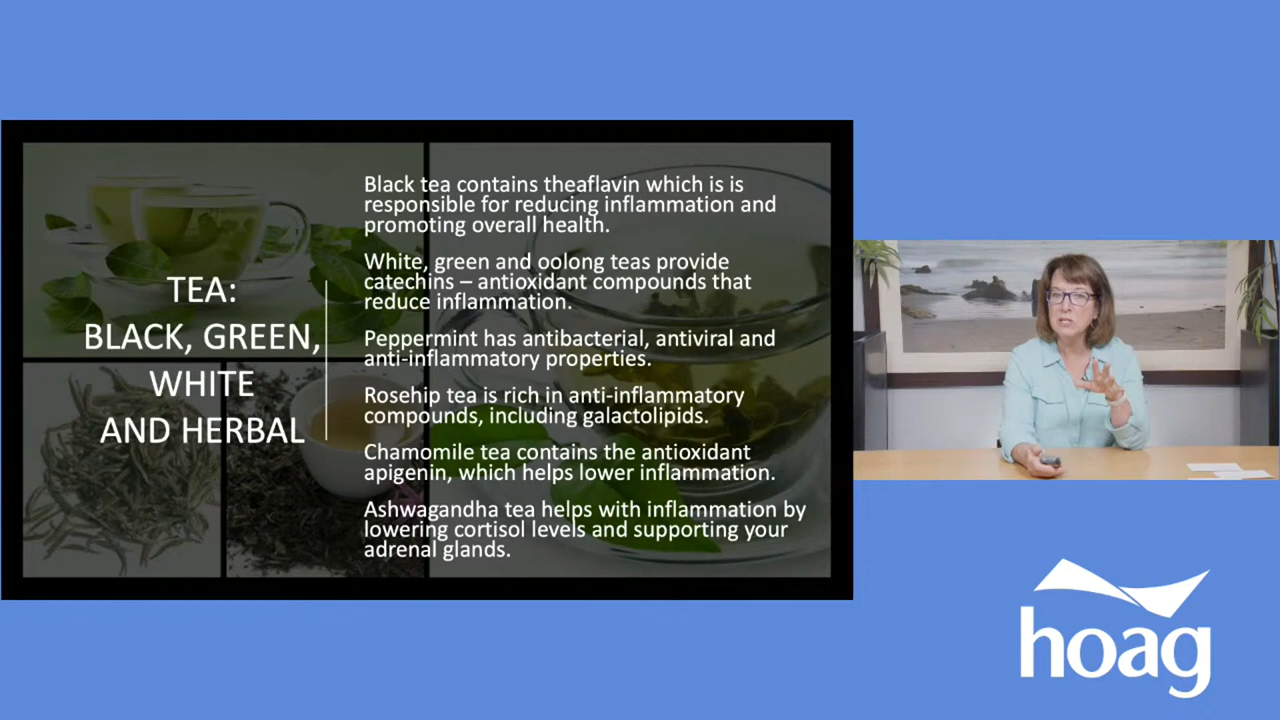 TEA:
BLACK, GREEN,
WHITE
AND HERBAL
Black tea contains theaflavin which is is
responsible for reducing inflammation and
promoting overall health.
White, green and oolong teas provide
catechins – antioxidant compounds that
reduce inflammation.
Peppermint has antibacterial, antiviral and
anti-inflammatory properties.
Rosehip tea is rich in anti-inflammatory
compounds, including galactolipids.
Chamomile tea contains the antioxidant
apigenin, which helps lower inflammation.
Ashwagandha tea helps with inflammation by
lowering cortisol levels and supporting your
adrenal glands.
hoag